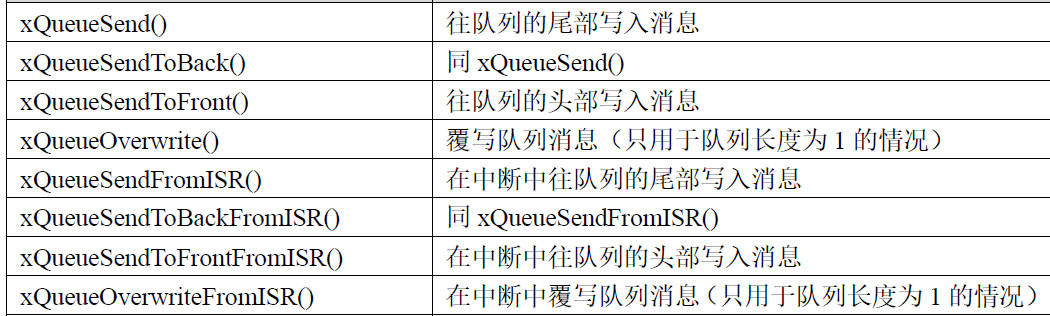 xQueueSend() 往队列的尾部写入消息
xQueueSendToBack() 同 xQueueSend()
xQueueSendToFront() 往队列的头部写入消息
xQueueOverwrite() 覆写队列消息（只用于队列长度为 1 的情况）
xQueueSendFromISR() 在中断中往队列的尾部写入消息
xQueueSendToBackFromISR() 同 xQueueSendFromISR()
xQueueSendToFrontFromISR() 在中断中往队列的头部写入消息
xQueueOverwriteFromISR() 在中断中覆写队列消息（只用于队列长度为 1 的情况）